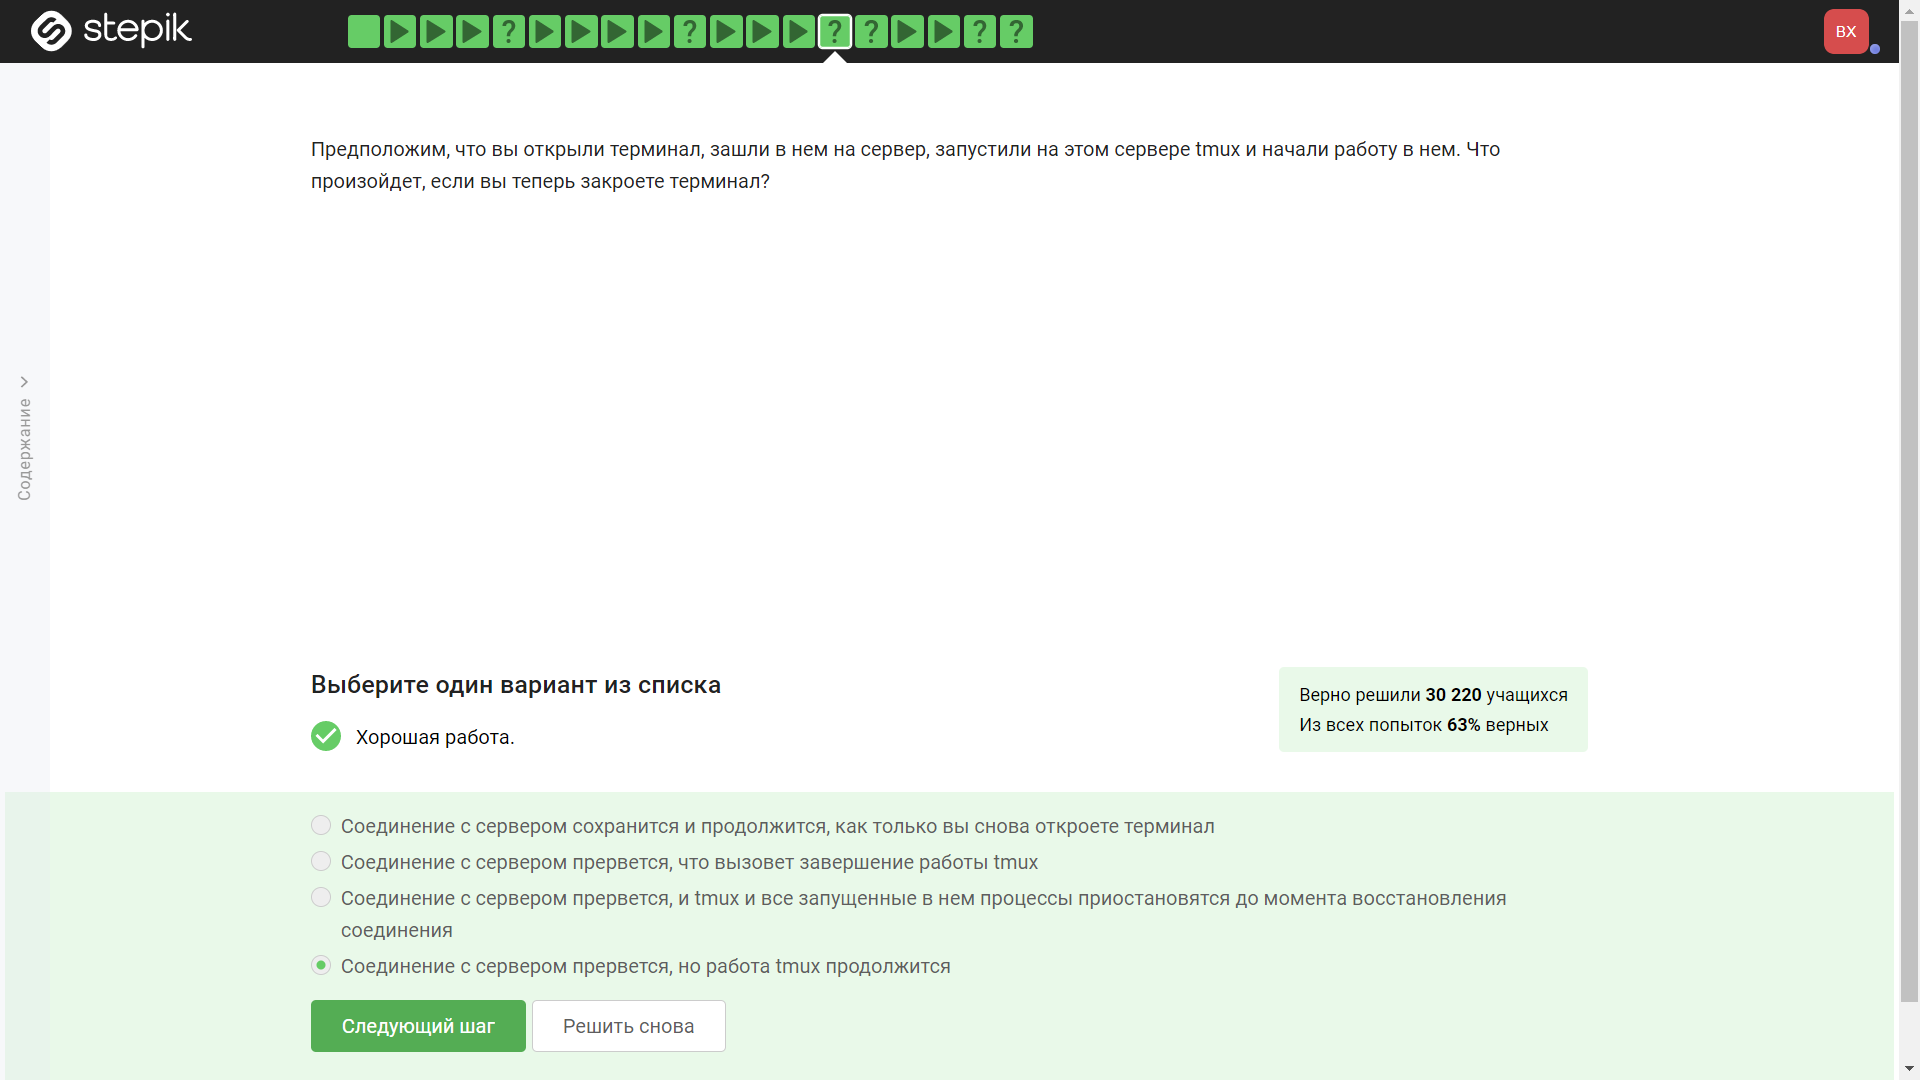 stepik
? ? ? ? ? ?
ВХ
Предположим, что вы открыли терминал, зашли в нем на сервер, запустили на этом сервере tmux и начали работу в нем. Что
произойдет, если вы теперь закроете терминал?
Содержание
Выберите один вариант из списка
Верно решили 30 220 учащихся
Из всех попыток 63% верных
Хорошая работа.
Соединение с сервером сохранится и продолжится, как только вы снова откроете терминал
Соединение с сервером прервется, что вызовет завершение работы tmux
Соединение с сервером прервется, и tmux и все запущенные в нем процессы приостановятся до момента восстановления
соединения
Соединение с сервером прервется, но работа tmux продолжится
Следующий шаг
Решить снова